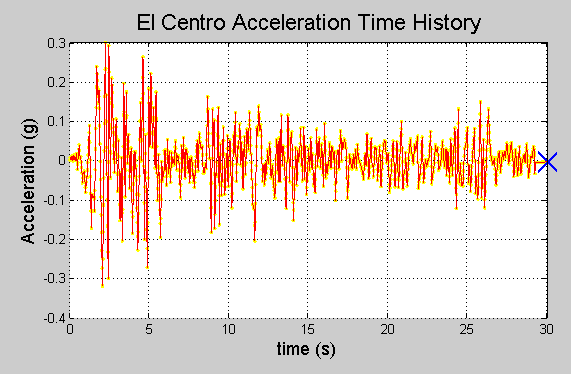 El Centro Acceleration Time History
0.3
0.2
0.1
0
-0.1
-0.2
-0.3
-0.4
Acceleration (g)
0 5 10 15 20 25 30
time (s)